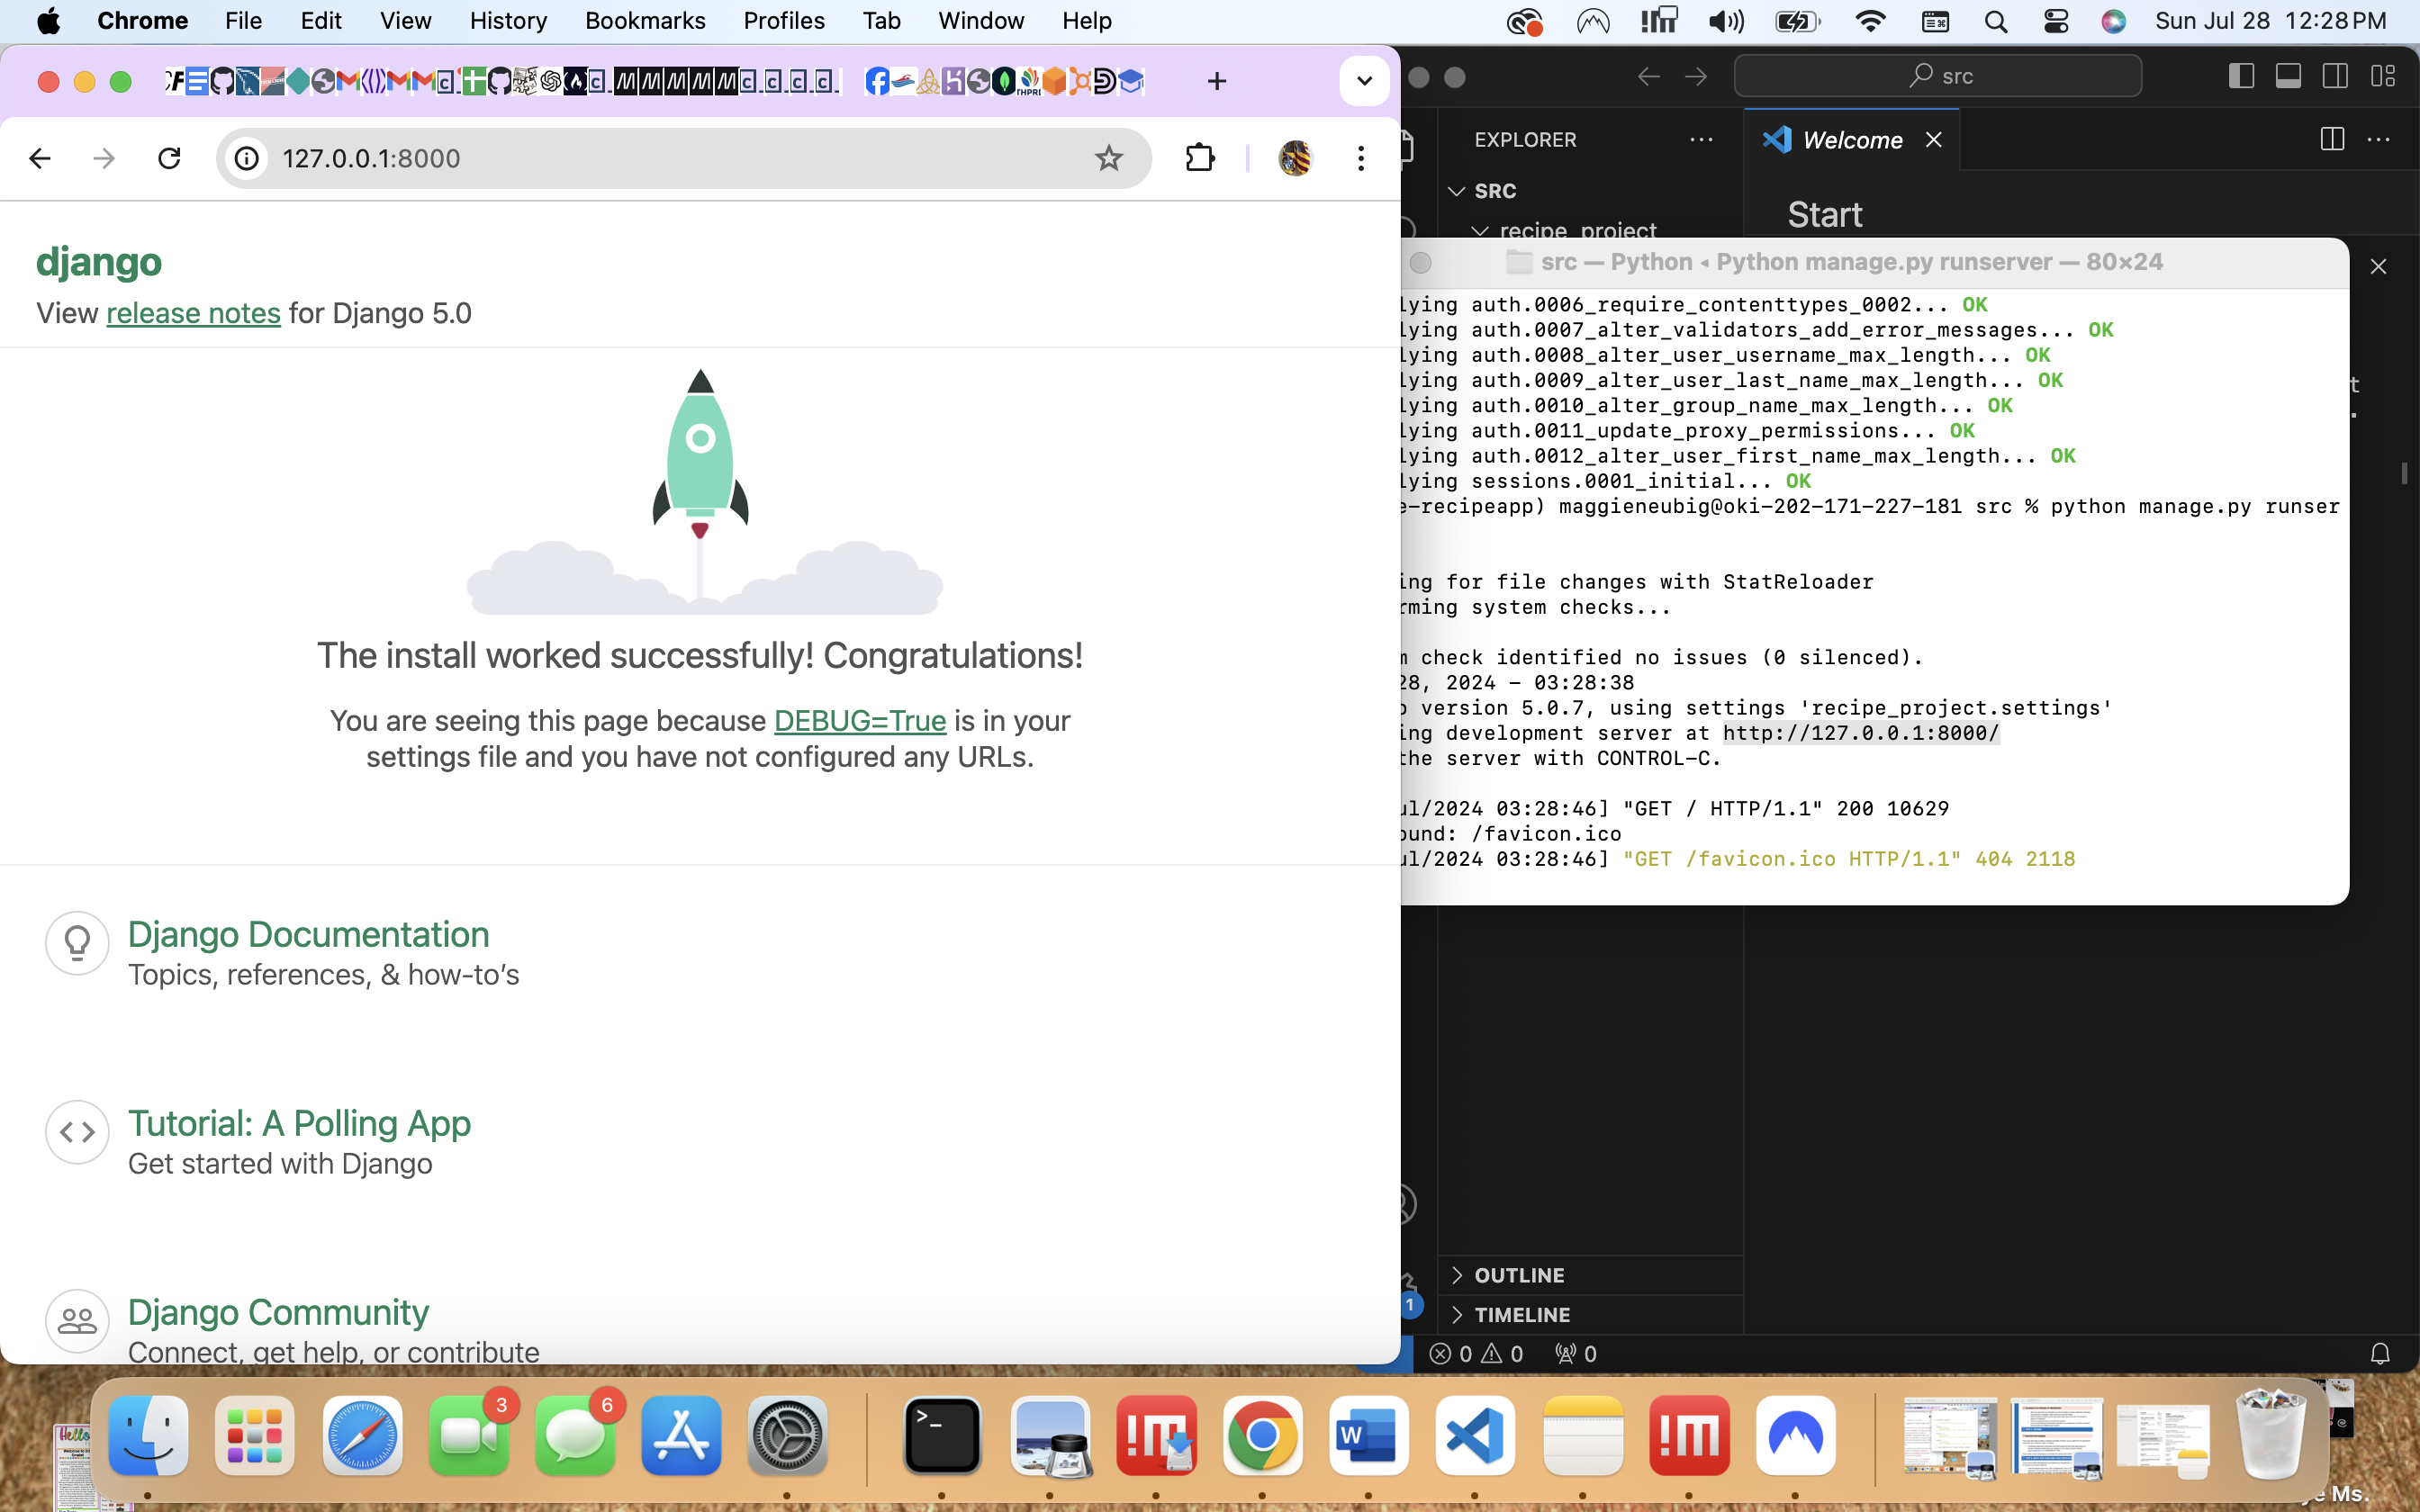 Chrome File Edit View History Bookmarks Profiles Tab Window Help Sun Jul 28 12:28 PM
127.0.0.1:8000
django
View release notes for Django 5.0
The install worked successfully! Congratulations!
You are seeing this page because DEBUG=True is in your
settings file and you have not configured any URLs.
Django Documentation
Topics, references, & how-to's
Tutorial: A Polling App
Get started with Django
Django Community
Connect, get help, or contribute
src
EXPLORER
Welcome
SRC
recipe_project
Start
src — Python ◂ Python manage.py runserver — 80×24
lying auth.0006_require_contenttypes_0002... OK
lying auth.0007_alter_validators_add_error_messages... OK
lying auth.0008_alter_user_username_max_length... OK
lying auth.0009_alter_user_last_name_max_length... OK
lying auth.0010_alter_group_name_max_length... OK
lying auth.0011_update_proxy_permissions... OK
lying auth.0012_alter_user_first_name_max_length... OK
lying sessions.0001_initial... OK
e-recipeapp) maggieneubig@oki-202-171-227-181 src % python manage.py runser
ing for file changes with StatReloader
rming system checks...
m check identified no issues (0 silenced).
28, 2024 - 03:28:38
o version 5.0.7, using settings 'recipe_project.settings'
ing development server at http://127.0.0.1:8000/
the server with CONTROL-C.
ul/2024 03:28:46] "GET / HTTP/1.1" 200 10629
ound: /favicon.ico
ul/2024 03:28:46] "GET /favicon.ico HTTP/1.1" 404 2118
OUTLINE
1
TIMELINE
0 0 0
3
6
Hello
Ms.